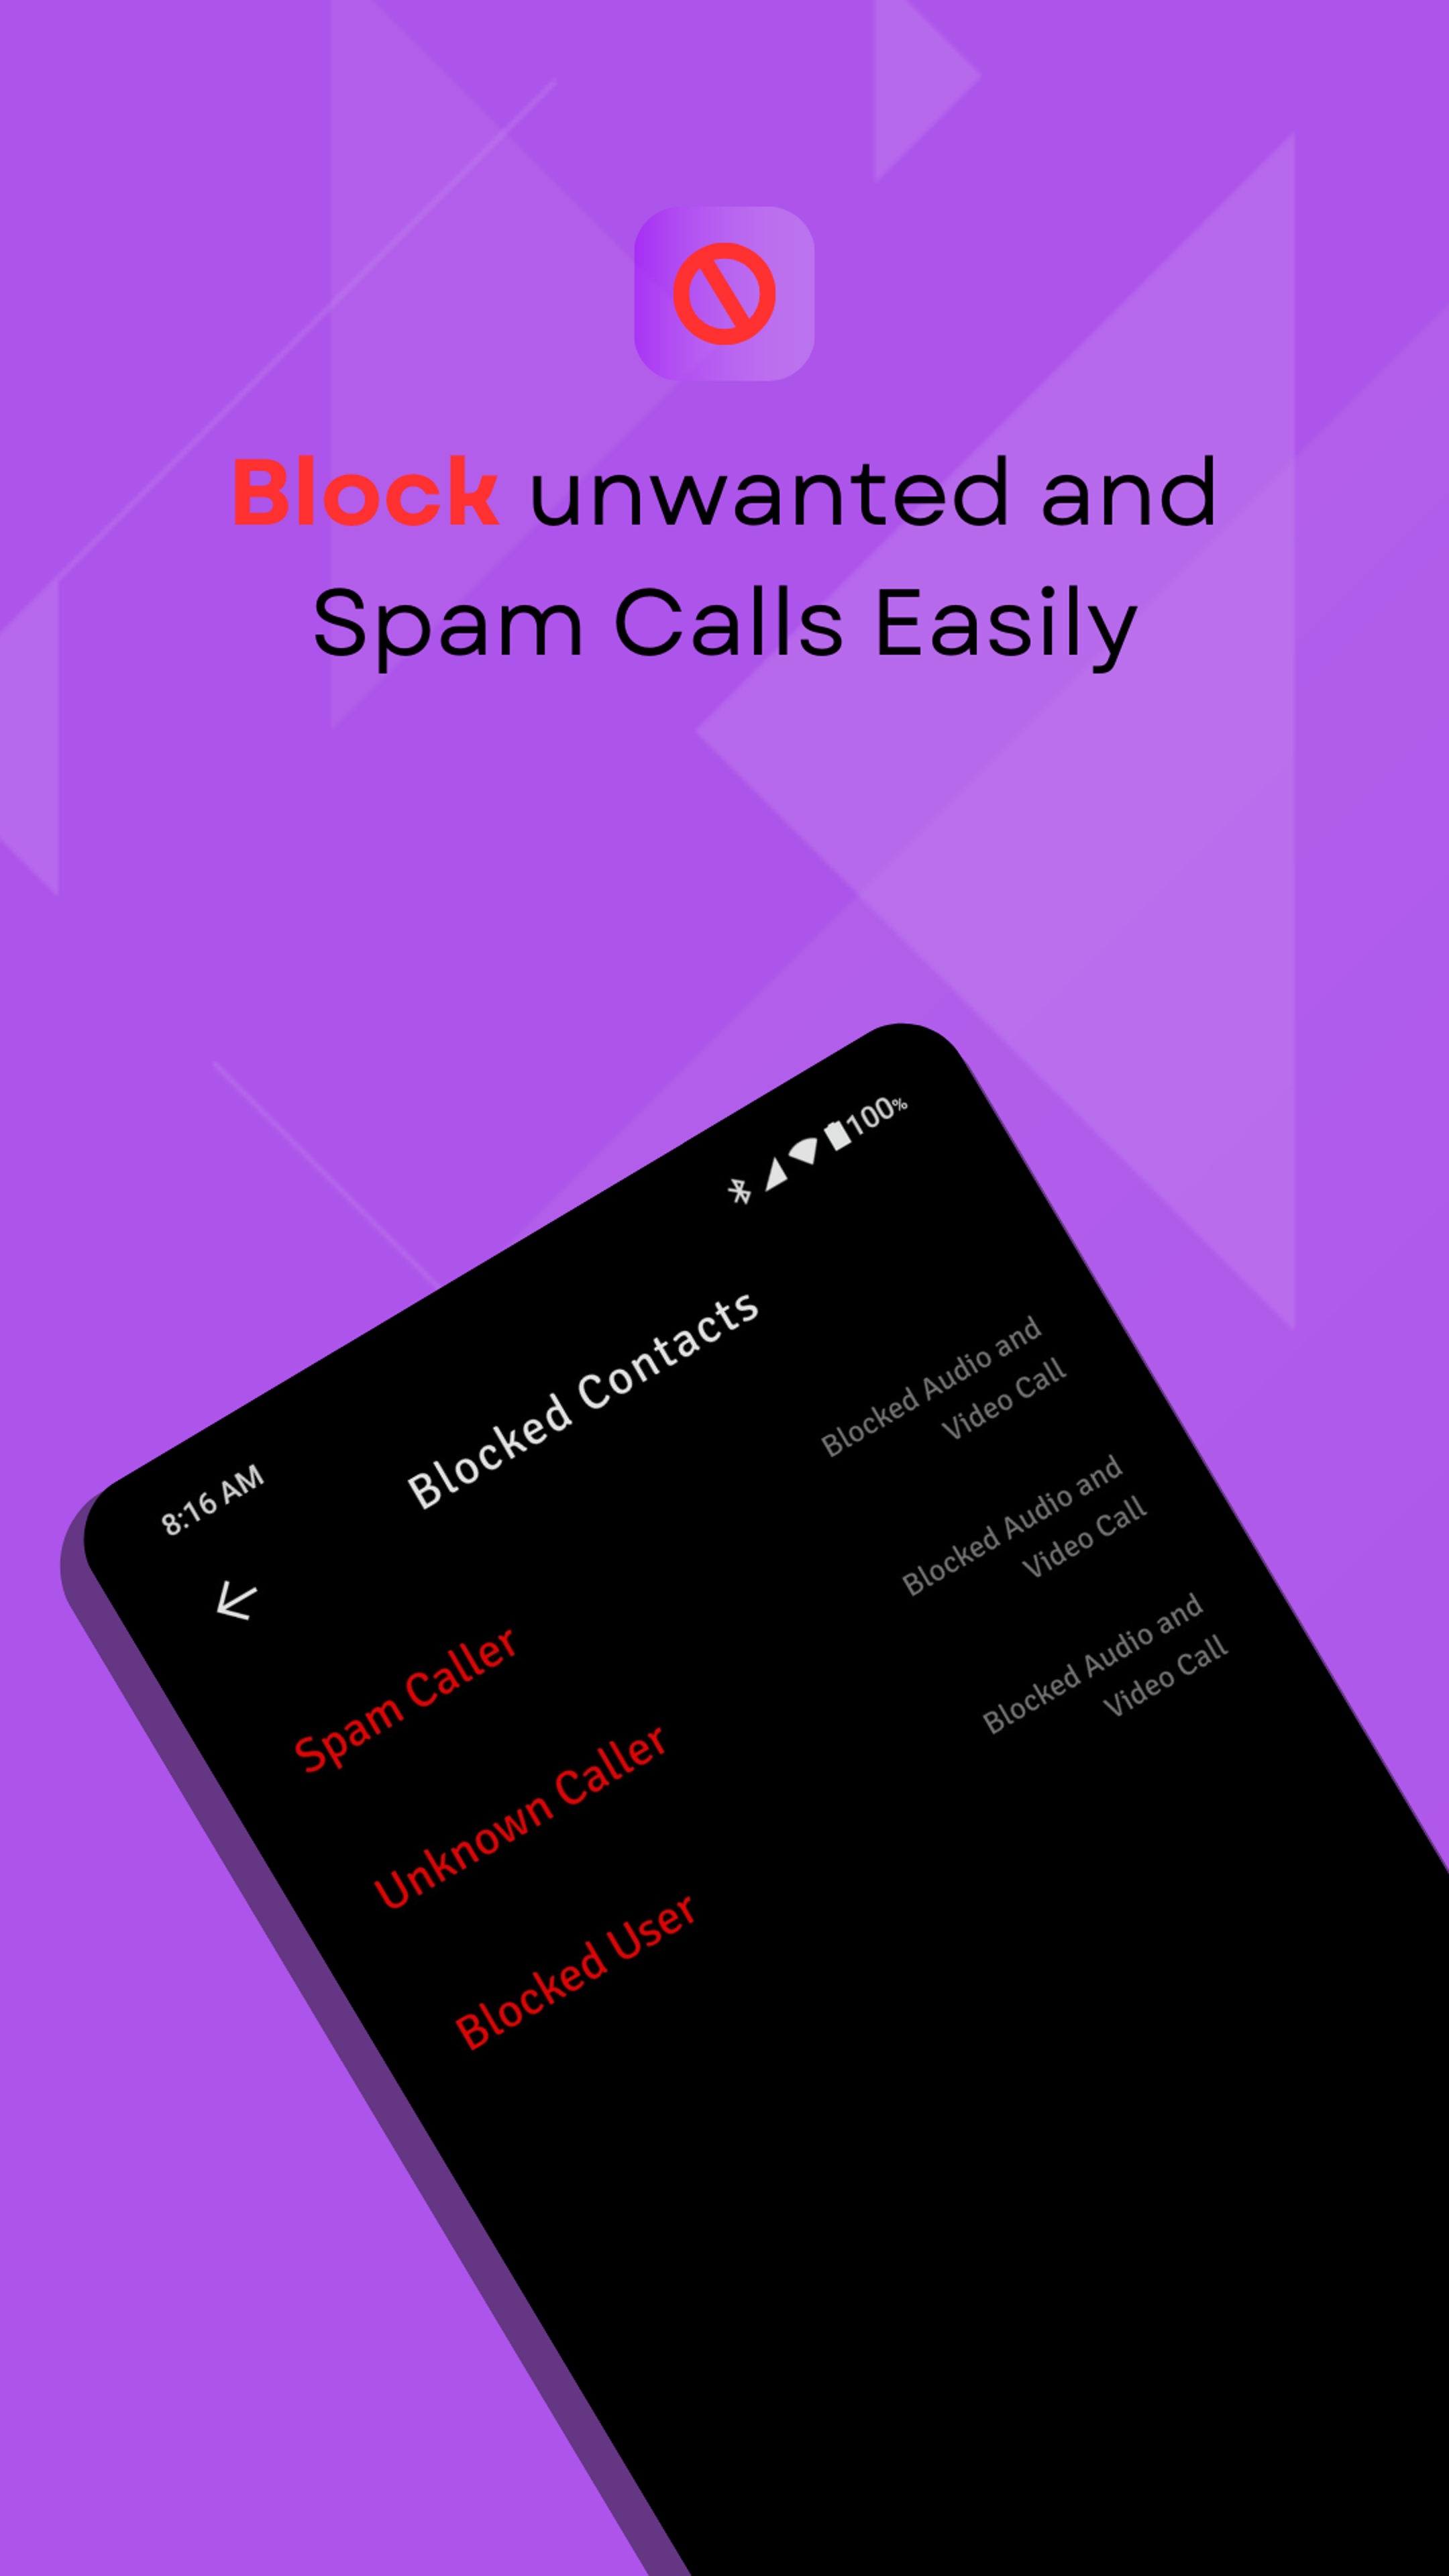 Block unwanted and
Spam Calls Easily
8:16 AM
100%
Blocked Contacts
Spam Caller
Blocked Audio and
Video Call
Unknown Caller
Blocked Audio and
Video Call
Blocked User
Blocked Audio and
Video Call